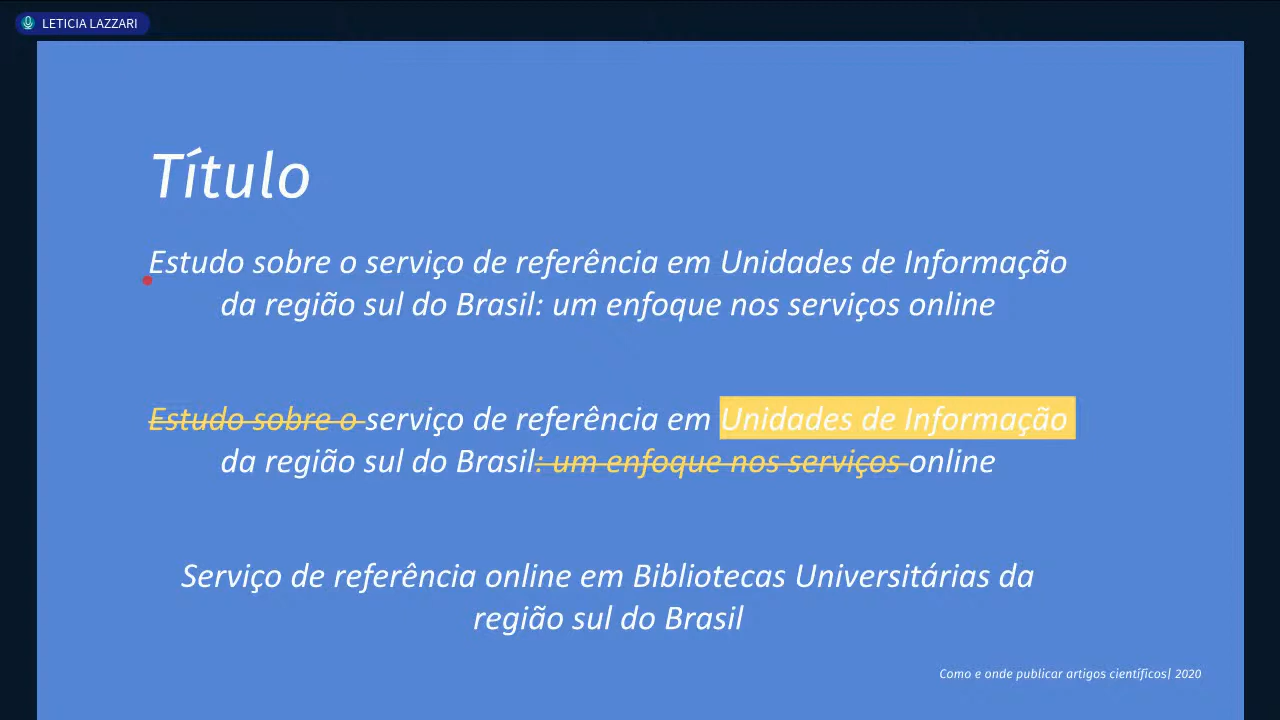 LETICIA LAZZARI
Título
Estudo sobre o serviço de referência em Unidades de Informação
da região sul do Brasil: um enfoque nos serviços online
Estudo sobre o serviço de referência em Unidades de Informação
da região sul do Brasil: um enfoque nos serviços online
Serviço de referência online em Bibliotecas Universitárias da
região sul do Brasil
Como e onde publicar artigos científicos| 2020